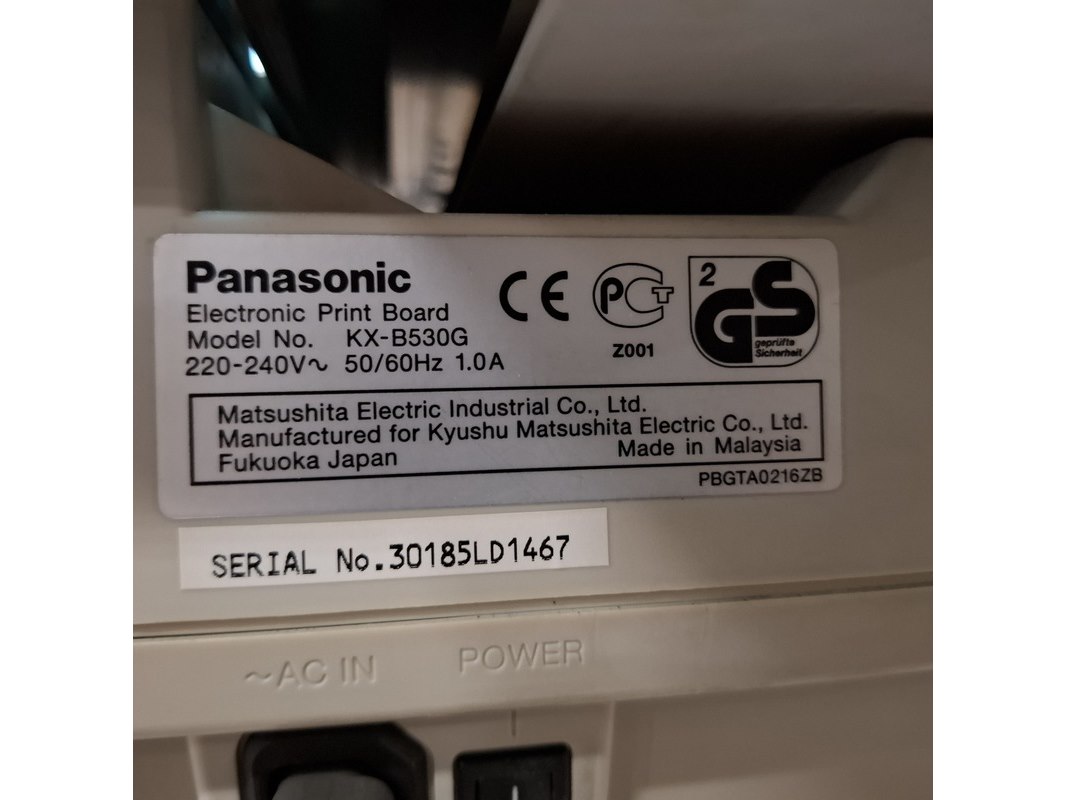 Panasonic
Electronic Print Board
Model No. KX-B530G
220-240V~ 50/60Hz 1.0A
CE
PCT
Z001
2
GS
geprüfte
Sicherheit
Matsushita Electric Industrial Co., Ltd.
Manufactured for Kyushu Matsushita Electric Co., Ltd.
Fukuoka Japan Made in Malaysia
PBGTA0216ZB
SERIAL No.30185LD1467
~AC IN POWER